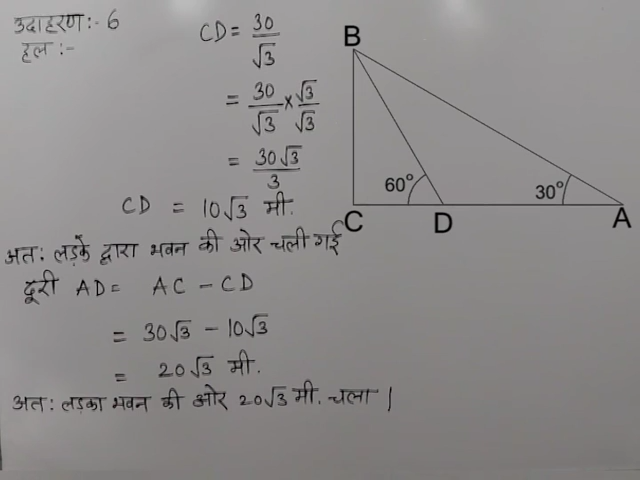 उदाहरण:- 6
हल :-
CD = 30/√3
= 30/√3 × √3/√3
= 30√3/3
CD = 10√3 मी.
अत: लड़के द्वारा भवन की ओर चली गई
दूरी AD = AC - CD
= 30√3 - 10√3
= 20√3 मी.
अत: लड़का भवन की ओर 20√3 मी. चला |
B
60°
30°
C
D
A